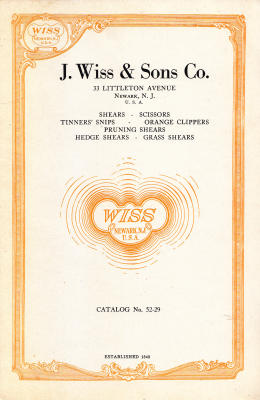 WISS
NEWARK, N.J.
U.S.A.
J. Wiss & Sons Co.
33 LITTLETON AVENUE
NEWARK, N. J.
U. S. A.
SHEARS - SCISSORS
TINNERS' SNIPS - ORANGE CLIPPERS
PRUNING SHEARS
HEDGE SHEARS - GRASS SHEARS
WISS
NEWARK, N.J.
U.S.A.
CATALOG No. 52-29
ESTABLISHED 1848